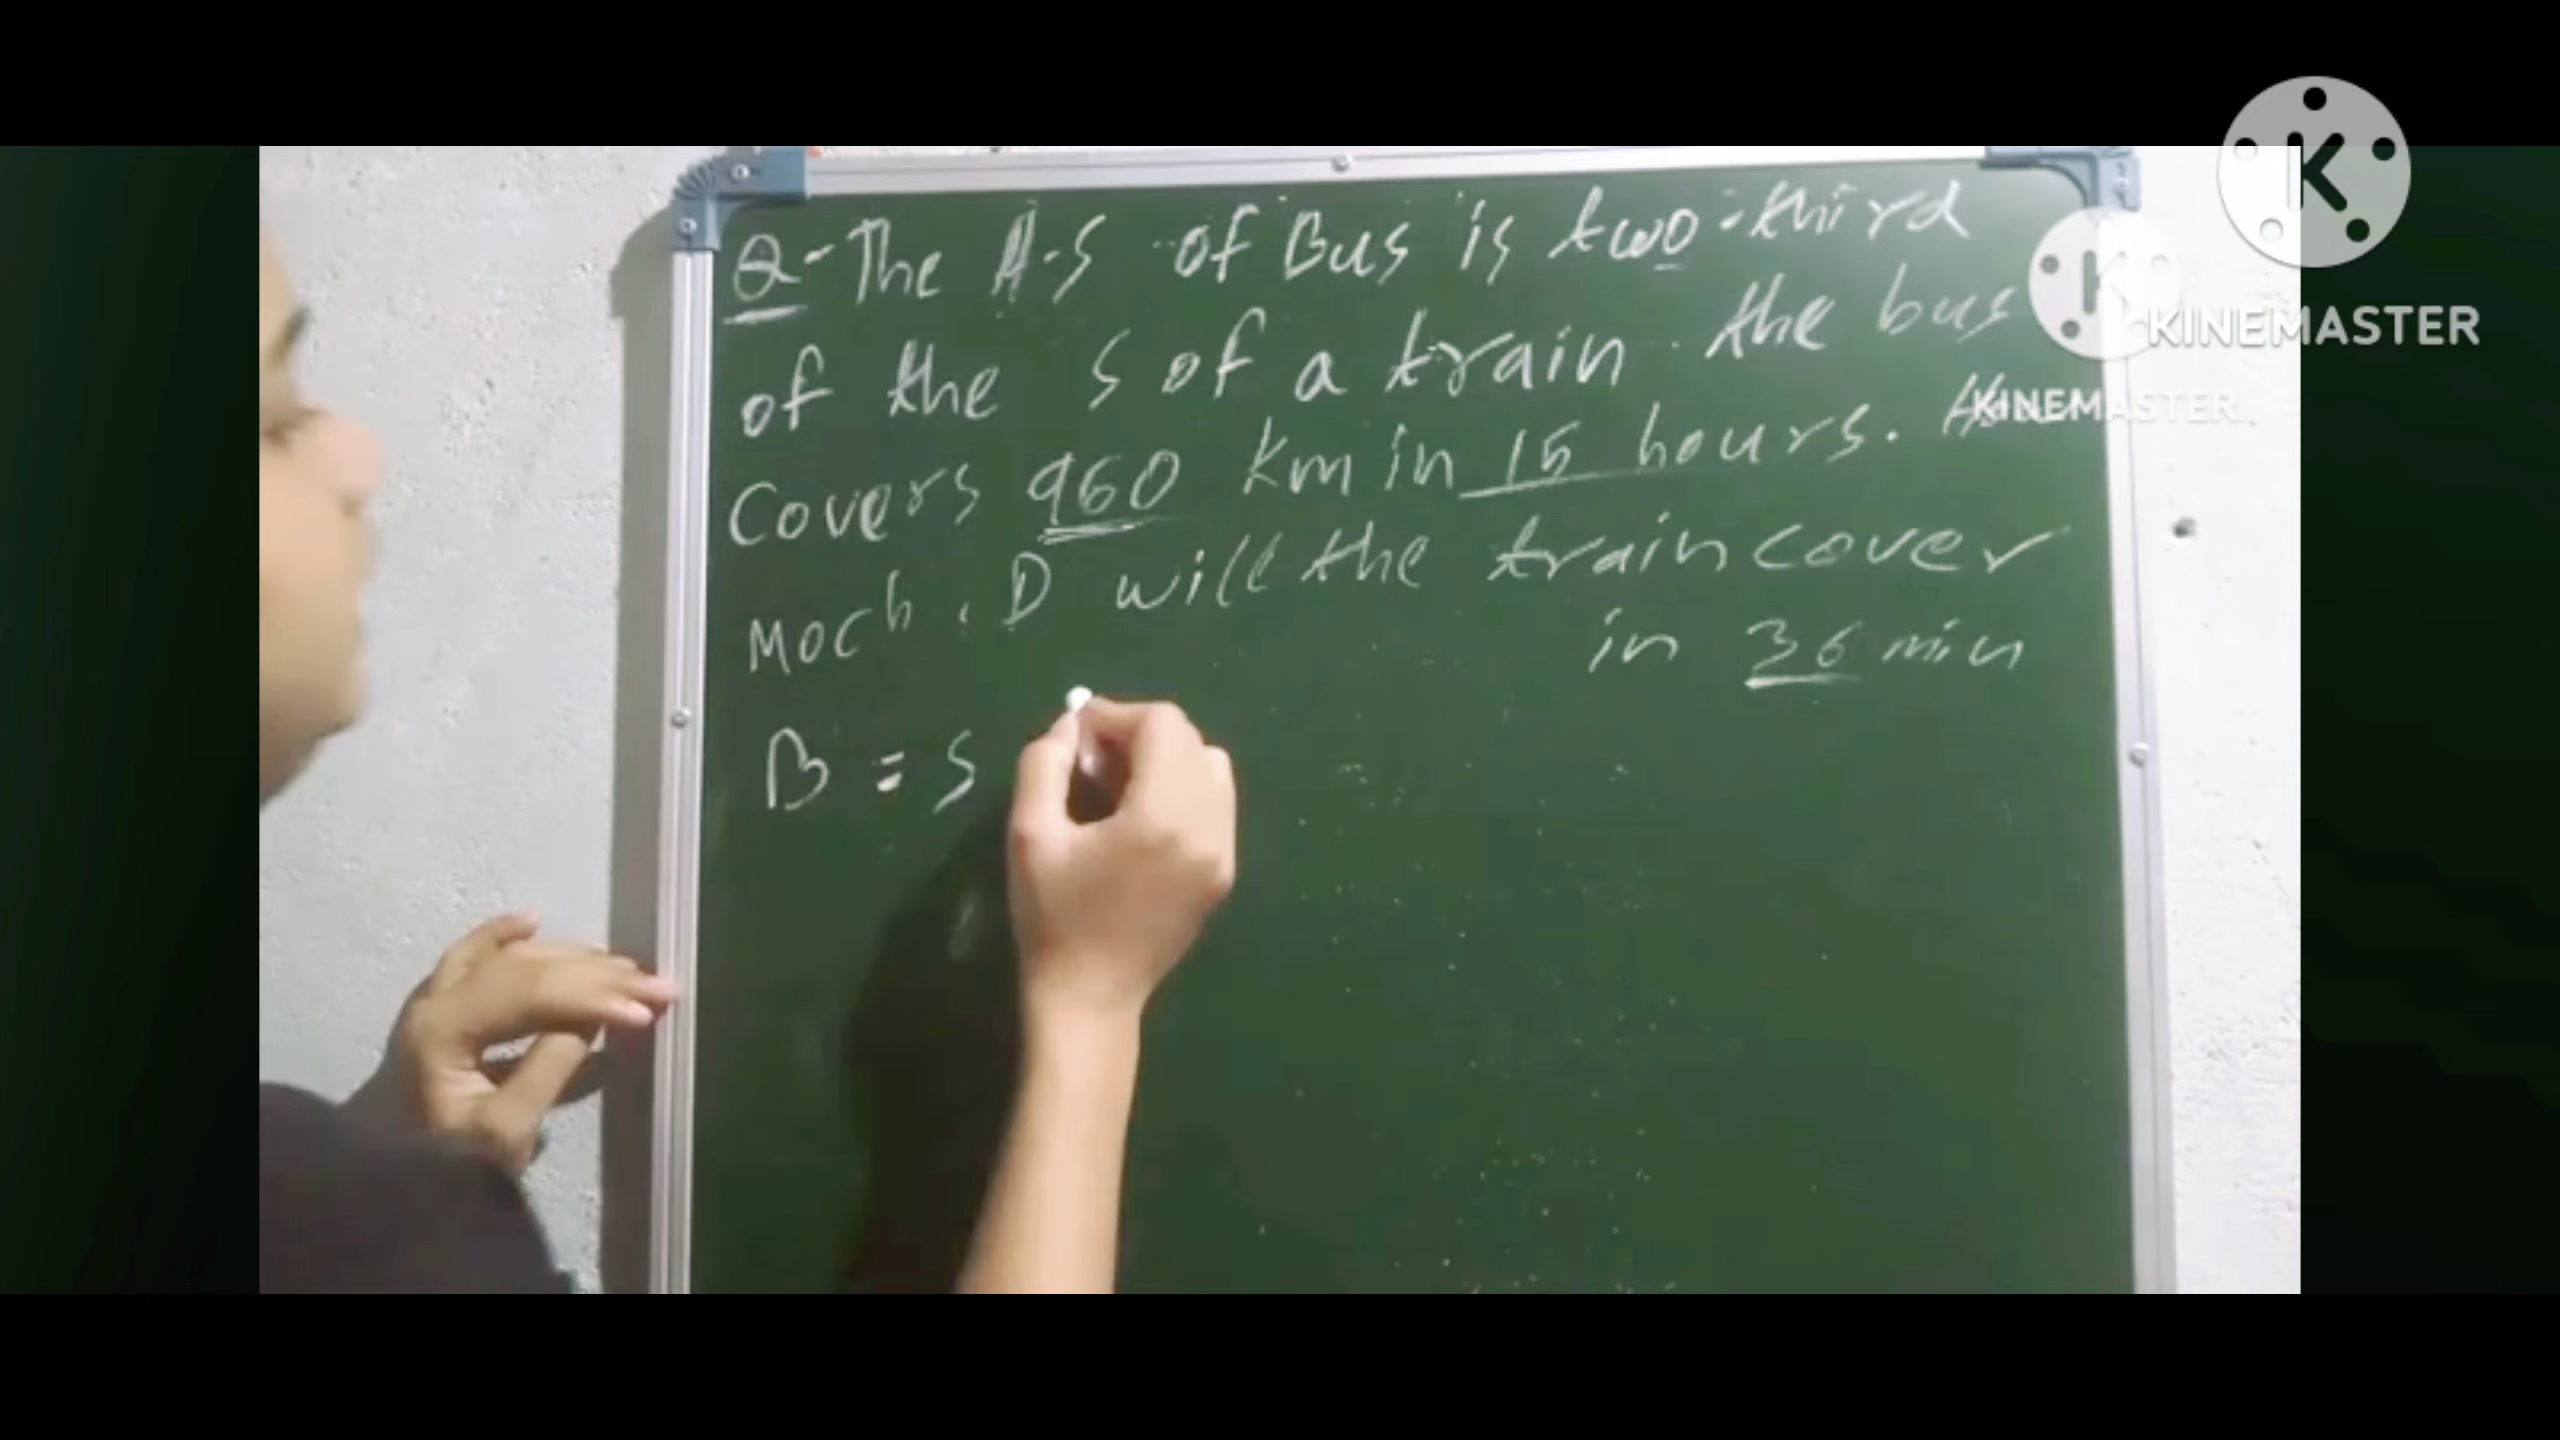 Q-The A-S of Bus is two-third
of the S of a train. the bus
Covers 960 Km in 15 hours.
Moch. D will the train cover
in 36 min
B = S
KINEMASTER
KINEMASTER